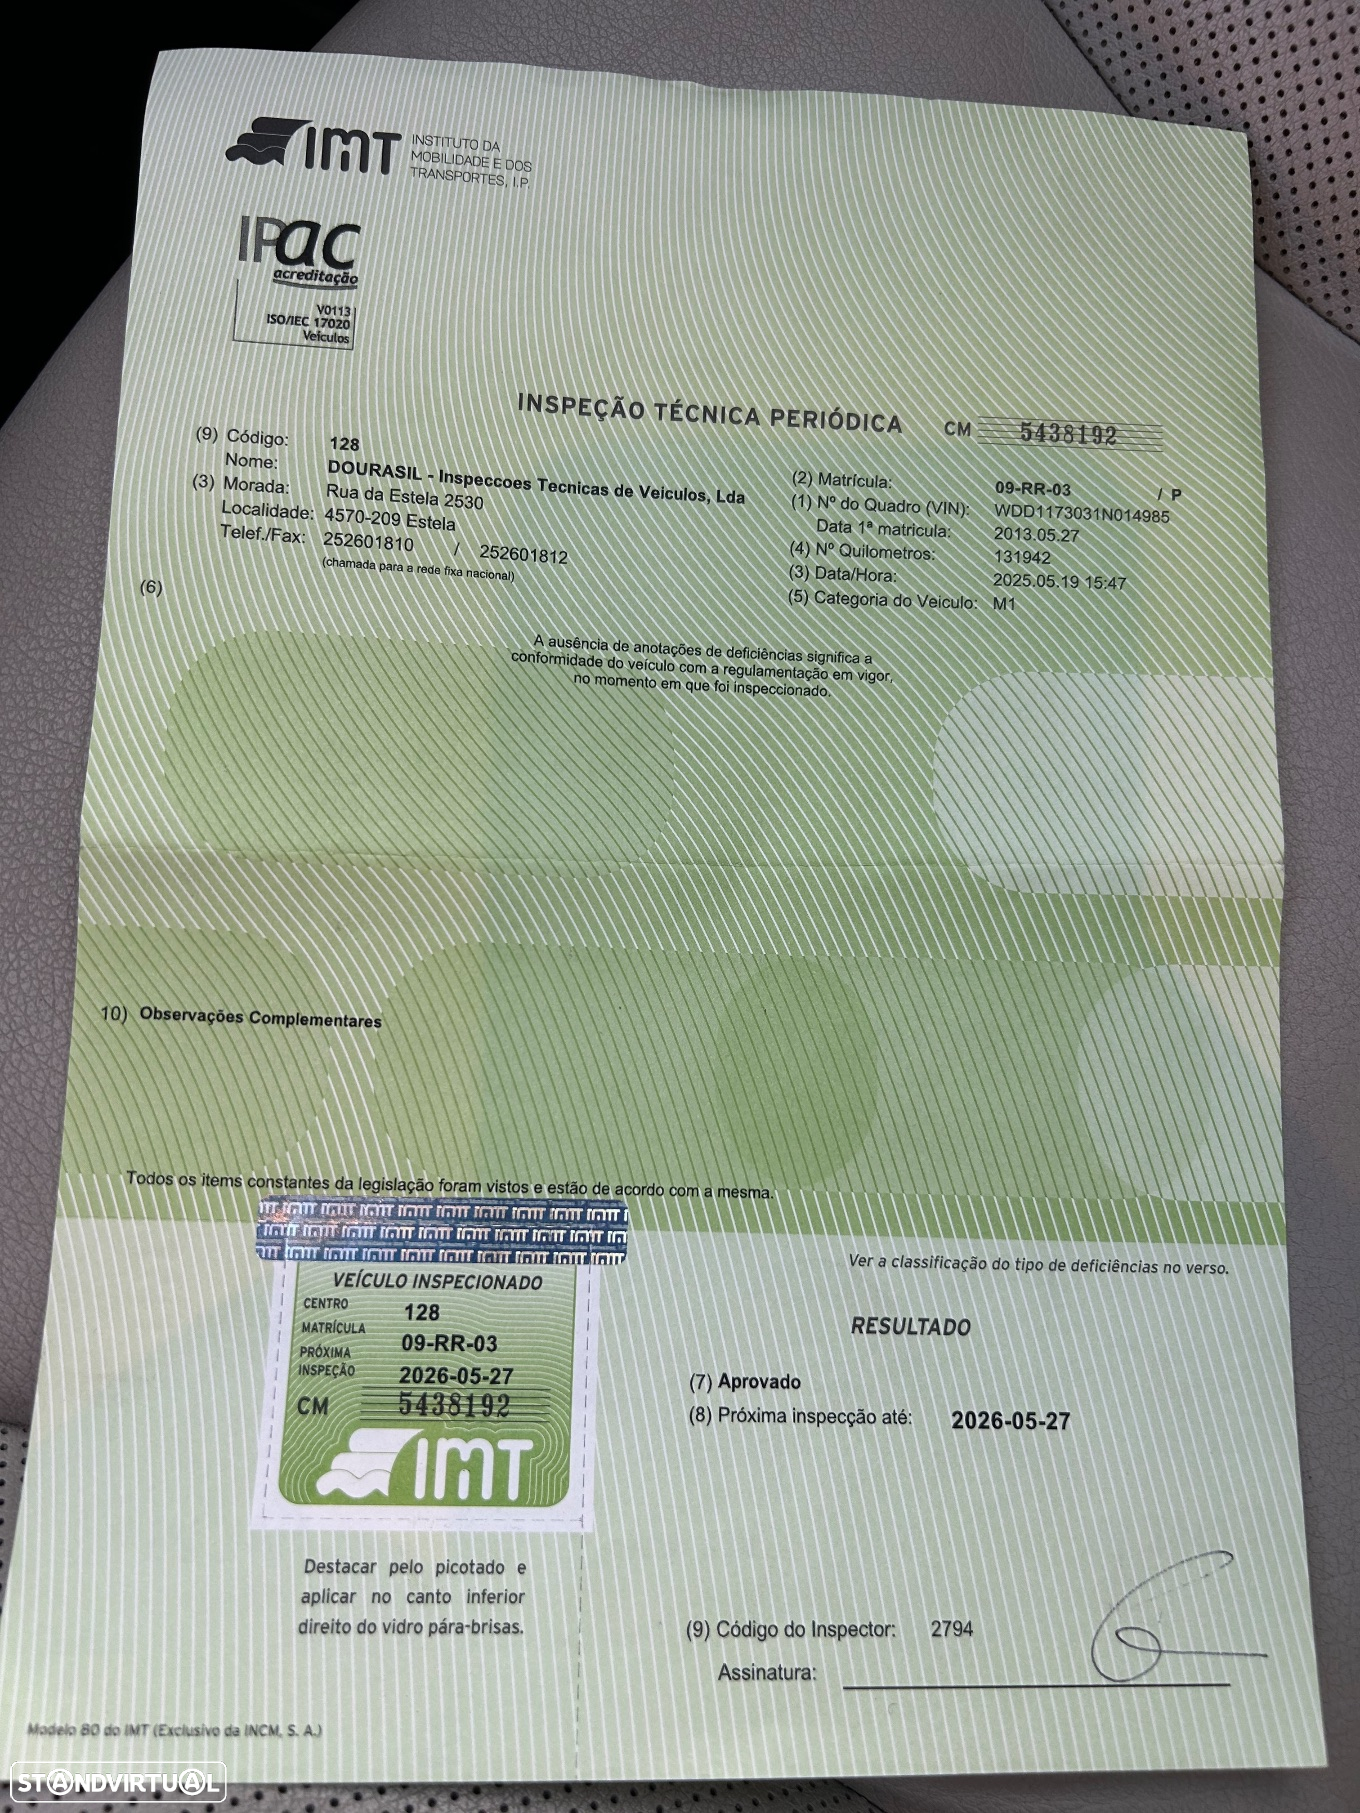 IMT INSTITUTO DA
MOBILIDADE E DOS
TRANSPORTES, I.P.
IPac
acreditação
V0113
ISO/IEC 17020
Veículos
INSPEÇÃO TÉCNICA PERIÓDICA CM 5438192
(9) Código: 128
Nome: DOURASIL - Inspeccoes Tecnicas de Veiculos, Lda
(3) Morada: Rua da Estela 2530
Localidade: 4570-209 Estela
Telef./Fax: 252601810 / 252601812
(chamada para a rede fixa nacional)
(2) Matrícula: 09-RR-03 / P
(1) Nº do Quadro (VIN): WDD1173031N014985
Data 1ª matricula: 2013.05.27
(4) Nº Quilometros: 131942
(3) Data/Hora: 2025.05.19 15:47
(5) Categoria do Veiculo: M1
(6)
A ausência de anotações de deficiências significa a
conformidade do veículo com a regulamentação em vigor,
no momento em que foi inspeccionado.
10) Observações Complementares
Todos os items constantes da legislação foram vistos e estão de acordo com a mesma.
VEÍCULO INSPECIONADO
CENTRO 128
MATRÍCULA 09-RR-03
PRÓXIMA
INSPEÇÃO 2026-05-27
CM 5438192
IMT
Destacar pelo picotado e
aplicar no canto inferior
direito do vidro pára-brisas.
Ver a classificação do tipo de deficiências no verso.
RESULTADO
(7) Aprovado
(8) Próxima inspecção até: 2026-05-27
(9) Código do Inspector: 2794
Assinatura:
Modelo 80 do IMT (Exclusivo da INCM, S. A.)
STANDVIRTUAL